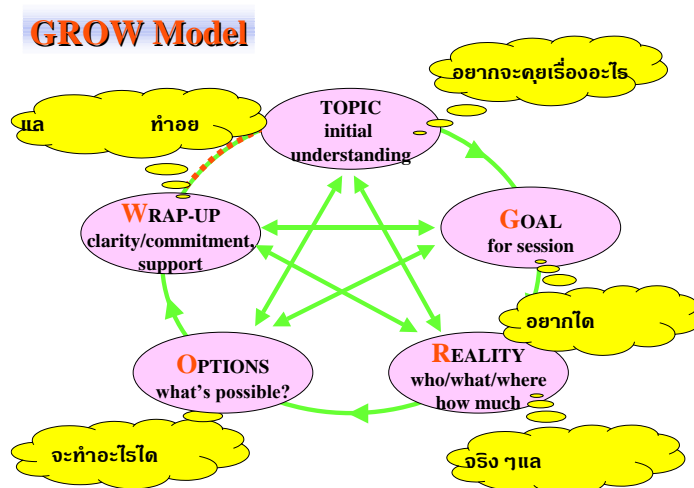 GROW Model
อยากจะคุยเรื่องอะไร
TOPIC
initial
understanding
แล ทำอย
WRAP-UP
clarity/commitment,
support
GOAL
for session
อยากได
OPTIONS
what's possible?
REALITY
who/what/where
how much
จะทำอะไรได
จริง ๆแล